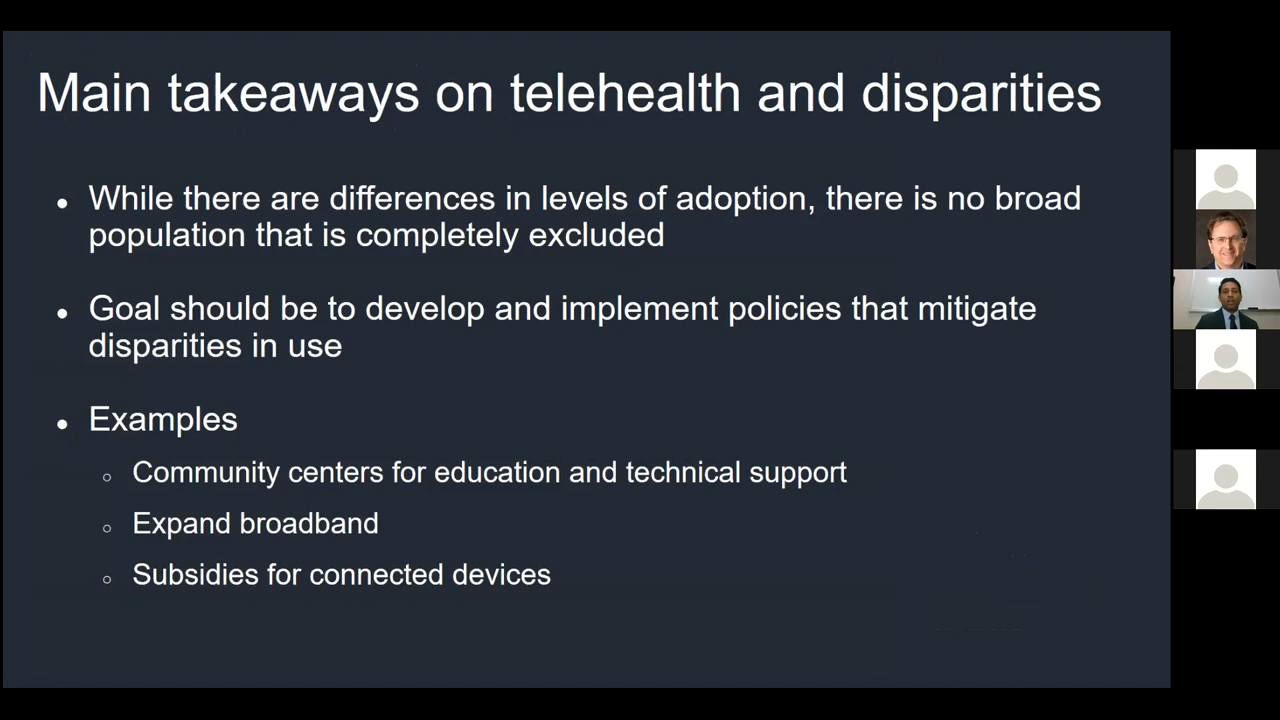 Main takeaways on telehealth and disparities
● While there are differences in levels of adoption, there is no broad
population that is completely excluded
● Goal should be to develop and implement policies that mitigate
disparities in use
● Examples
○ Community centers for education and technical support
○ Expand broadband
○ Subsidies for connected devices